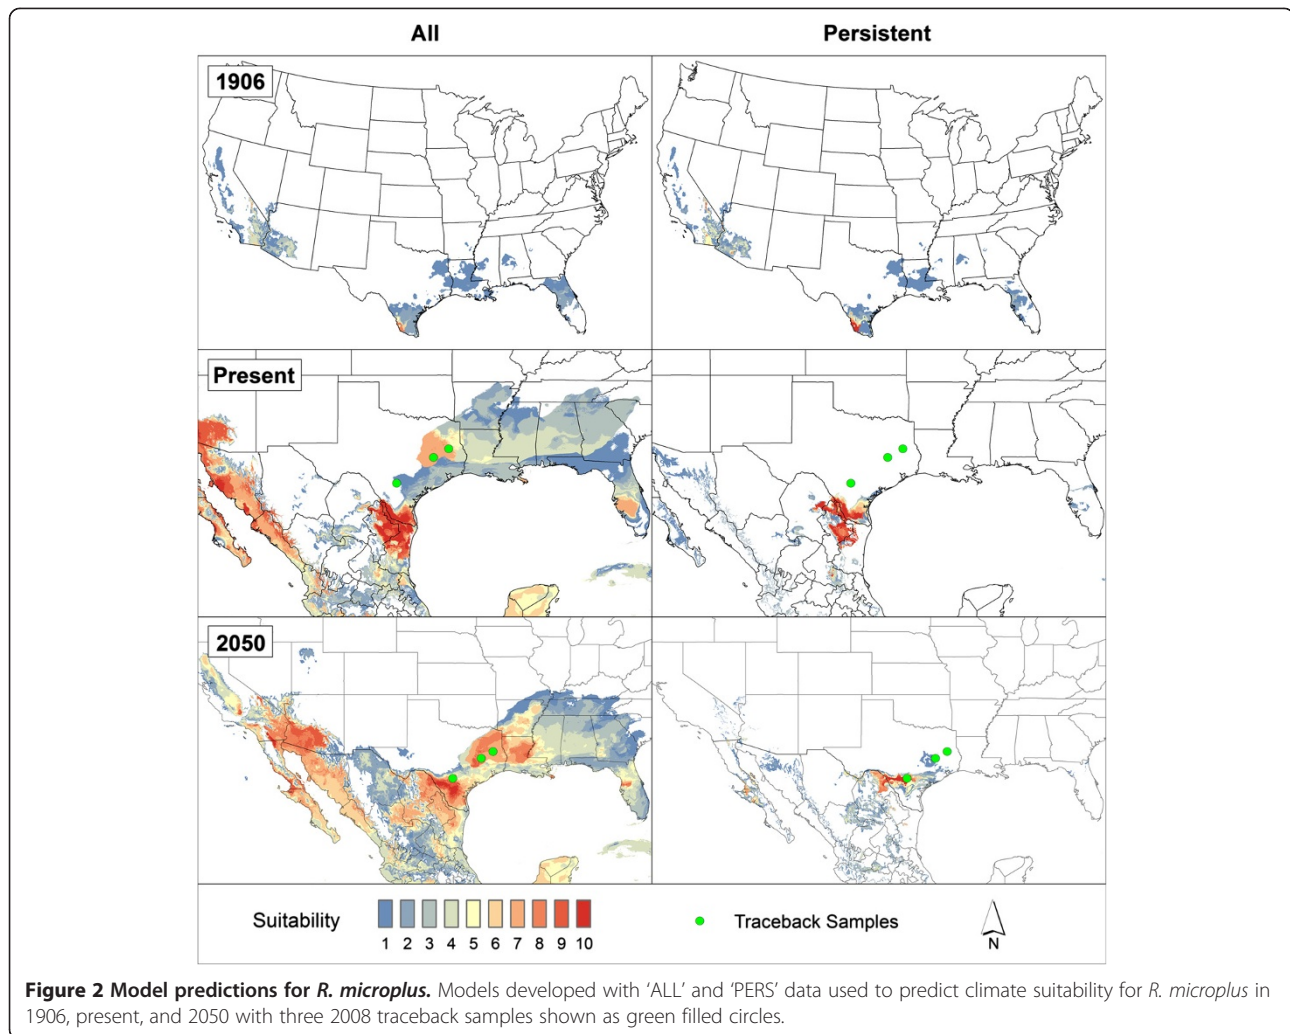 All Persistent
1906
Present
2050
Suitability
1 2 3 4 5 6 7 8 9 10
Traceback Samples
N
Figure 2 Model predictions for R. microplus. Models developed with ‘ALL’ and ‘PERS’ data used to predict climate suitability for R. microplus in
1906, present, and 2050 with three 2008 traceback samples shown as green filled circles.